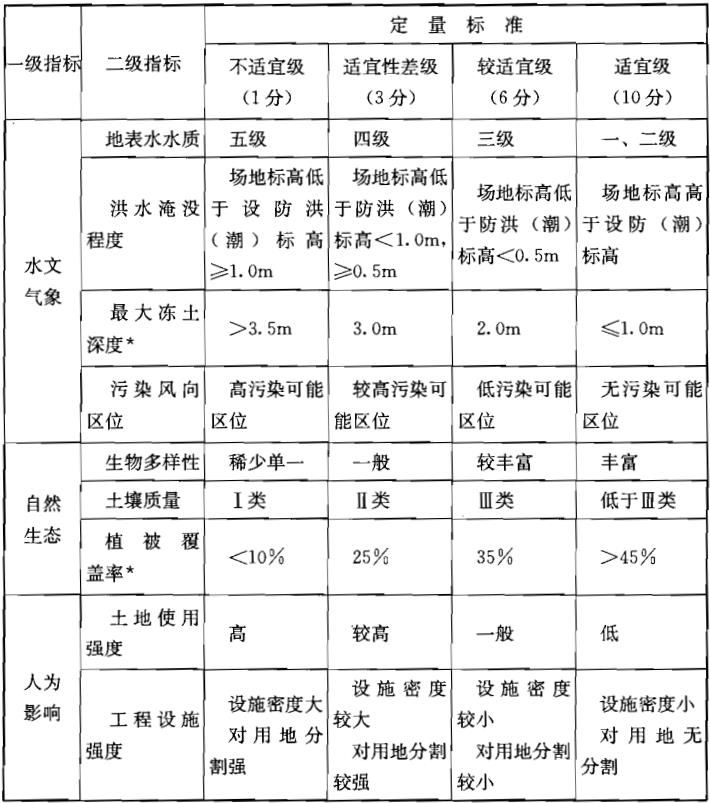 定量标准
一级指标 二级指标 不适宜级 适宜性差级 较适宜级 适宜级
（1分） （3分） （6分） （10分）
地表水水质 五级 四级 三级 一、二级
洪水淹没
程度
场地标高低
于设防洪
（潮）标高
≥1.0m
场地标高低
于防洪（潮）
标高<1.0m，
≥0.5m
场地标高低
于防洪（潮）
标高<0.5m
场地标高高
于设防（潮）
标高
水文
气象
最大冻土
深度*
>3.5m 3.0m 2.0m ≤1.0m
污染风向
区位
高污染可能
区位
较高污染可
能区位
低污染可能
区位
无污染可能
区位
生物多样性 稀少单一 一般 较丰富 丰富
自然
生态
土壤质量 Ⅰ类 Ⅱ类 Ⅲ类 低于Ⅲ类
植被覆
盖率*
<10% 25% 35% >45%
土地使用
强度
高 较高 一般 低
人为
影响
工程设施
强度
设施密度大
对用地分
割强
设施密度
较大
对用地分割
较强
设施密度
较小
对用地分割
较小
设施密度小
对用地无
分割